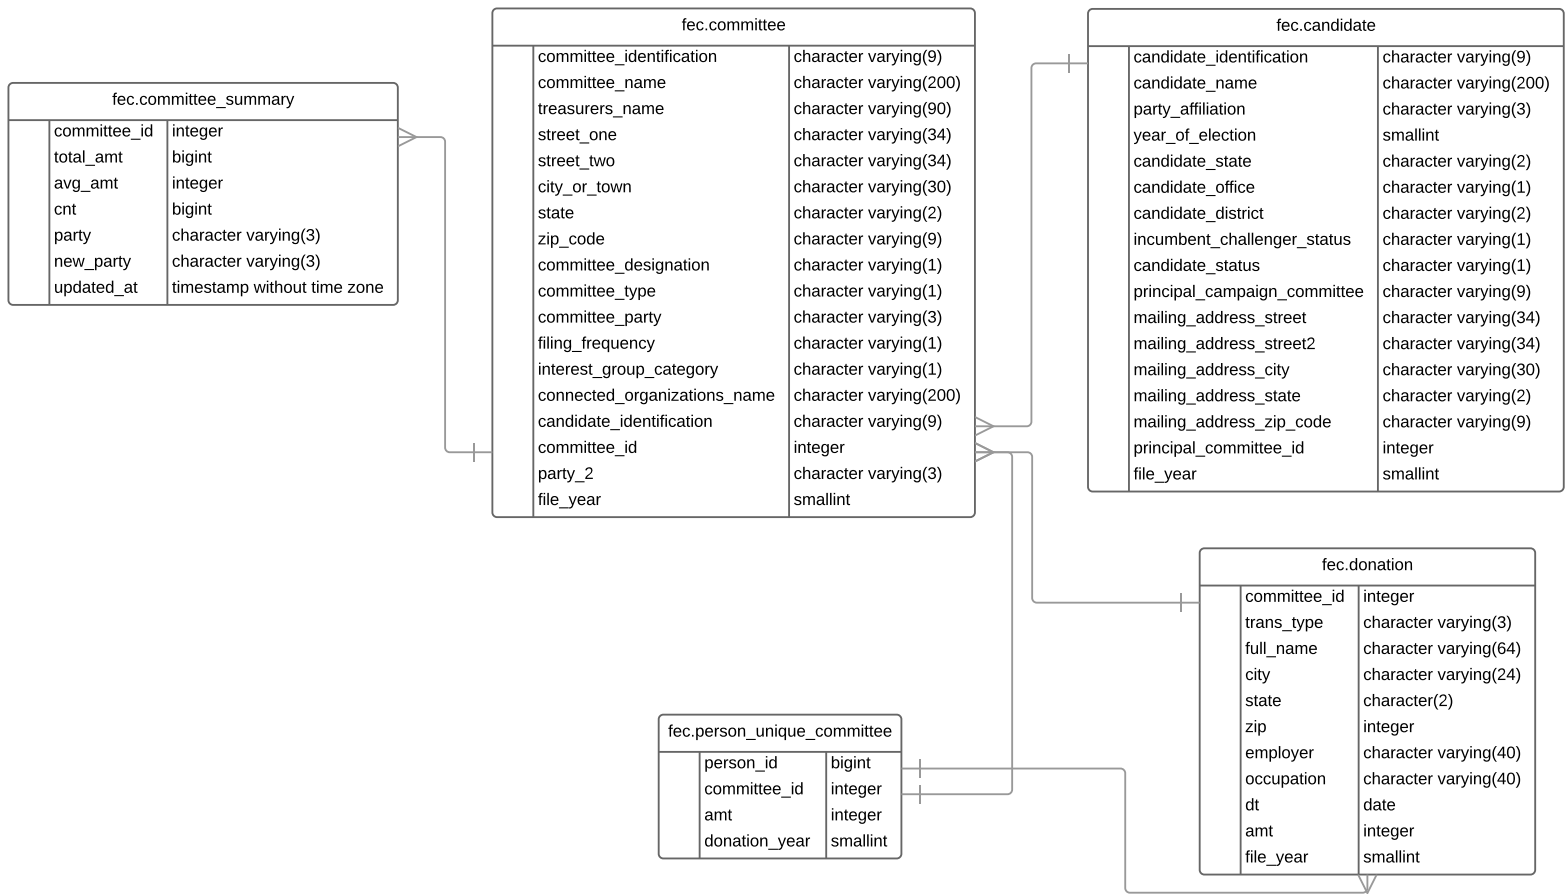 fec.committee_summary
committee_id integer
total_amt bigint
avg_amt integer
cnt bigint
party character varying(3)
new_party character varying(3)
updated_at timestamp without time zone
fec.committee
committee_identification character varying(9)
committee_name character varying(200)
treasurers_name character varying(90)
street_one character varying(34)
street_two character varying(34)
city_or_town character varying(30)
state character varying(2)
zip_code character varying(9)
committee_designation character varying(1)
committee_type character varying(1)
committee_party character varying(3)
filing_frequency character varying(1)
interest_group_category character varying(1)
connected_organizations_name character varying(200)
candidate_identification character varying(9)
committee_id integer
party_2 character varying(3)
file_year smallint
fec.candidate
candidate_identification character varying(9)
candidate_name character varying(200)
party_affiliation character varying(3)
year_of_election smallint
candidate_state character varying(2)
candidate_office character varying(1)
candidate_district character varying(2)
incumbent_challenger_status character varying(1)
candidate_status character varying(1)
principal_campaign_committee character varying(9)
mailing_address_street character varying(34)
mailing_address_street2 character varying(34)
mailing_address_city character varying(30)
mailing_address_state character varying(2)
mailing_address_zip_code character varying(9)
principal_committee_id integer
file_year smallint
fec.person_unique_committee
person_id bigint
committee_id integer
amt integer
donation_year smallint
fec.donation
committee_id integer
trans_type character varying(3)
full_name character varying(64)
city character varying(24)
state character(2)
zip integer
employer character varying(40)
occupation character varying(40)
dt date
amt integer
file_year smallint